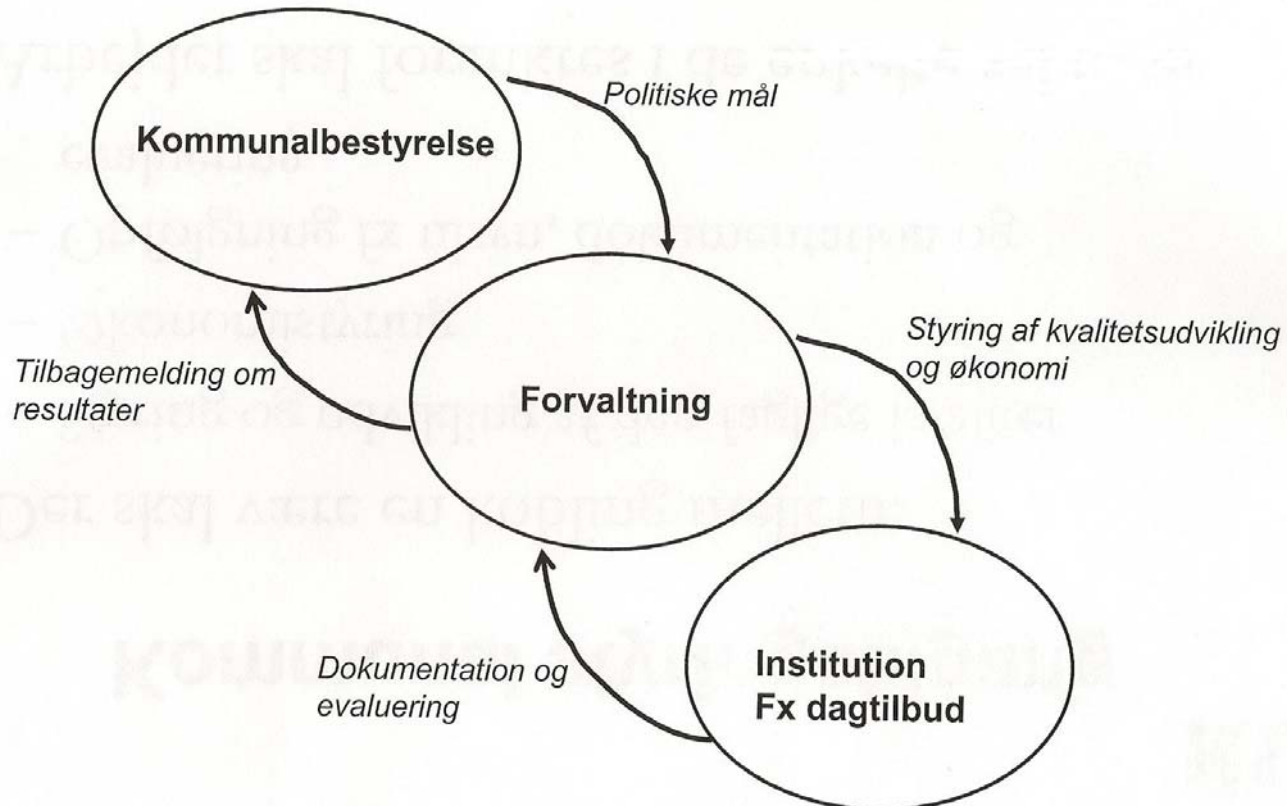 Kommunalbestyrelse
Politiske mål
Styring af kvalitetsudvikling
og økonomi
Tilbagemelding om
resultater
Forvaltning
Dokumentation og
evaluering
Institution
Fx dagtilbud